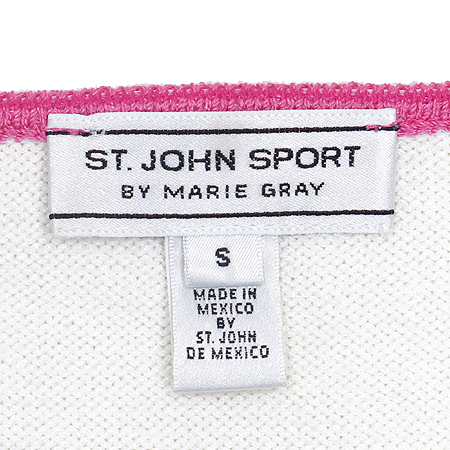 ST. JOHN SPORT
BY MARIE GRAY
S
MADE IN
MEXICO
BY
ST. JOHN
DE MEXICO